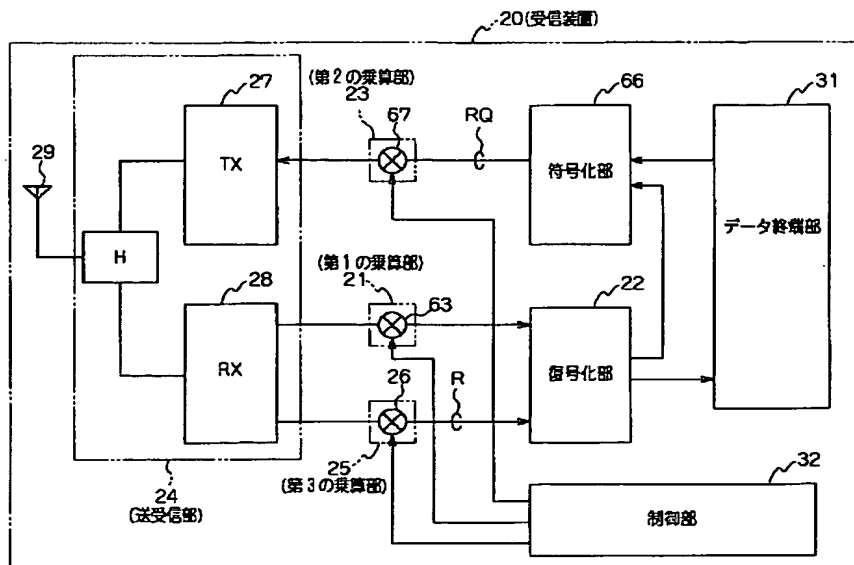 20(受信装置)
27
(第2の乗算部)
23
67
RQ
66
31
29
TX
符号化部
データ終端部
H
(第1の乗算部)
21
63
28
22
RX
26
R
復号化部
25
(第3の乗算部)
24
(送受信部)
32
制御部